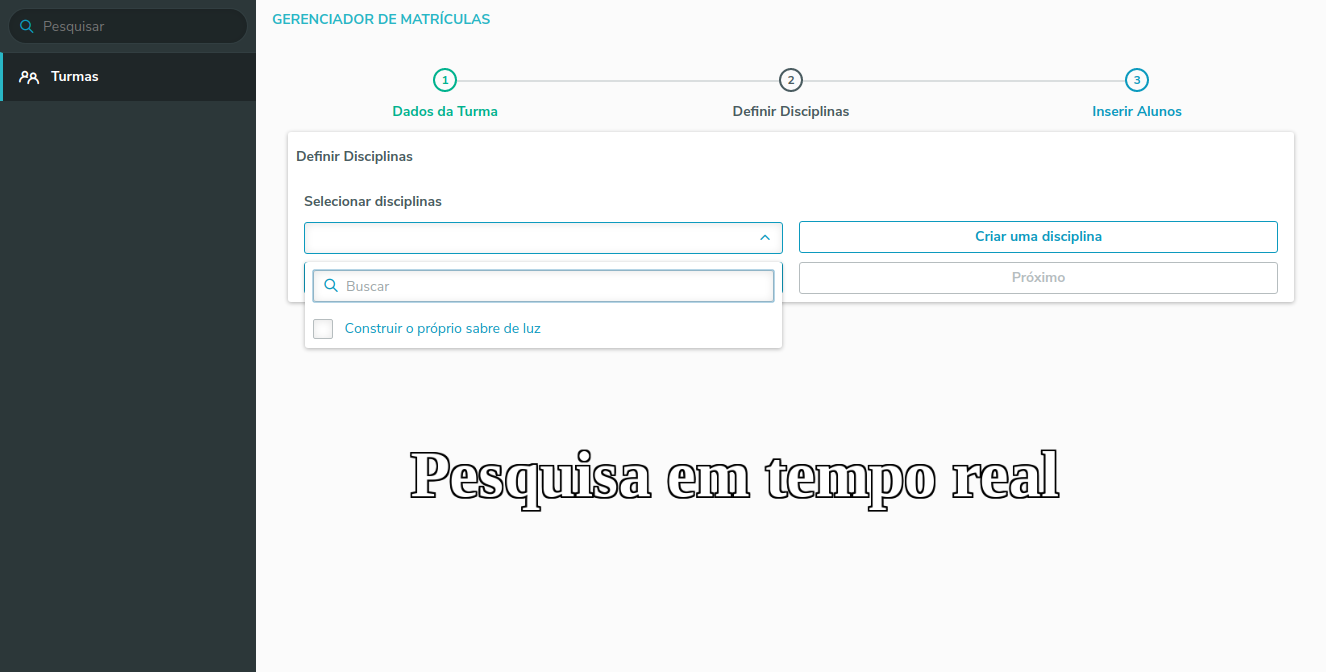 Pesquisar
Turmas
GERENCIADOR DE MATRÍCULAS
1
2
3
Dados da Turma
Definir Disciplinas
Inserir Alunos
Definir Disciplinas
Selecionar disciplinas
Criar uma disciplina
Próximo
Buscar
Construir o próprio sabre de luz
Pesquisa em tempo real